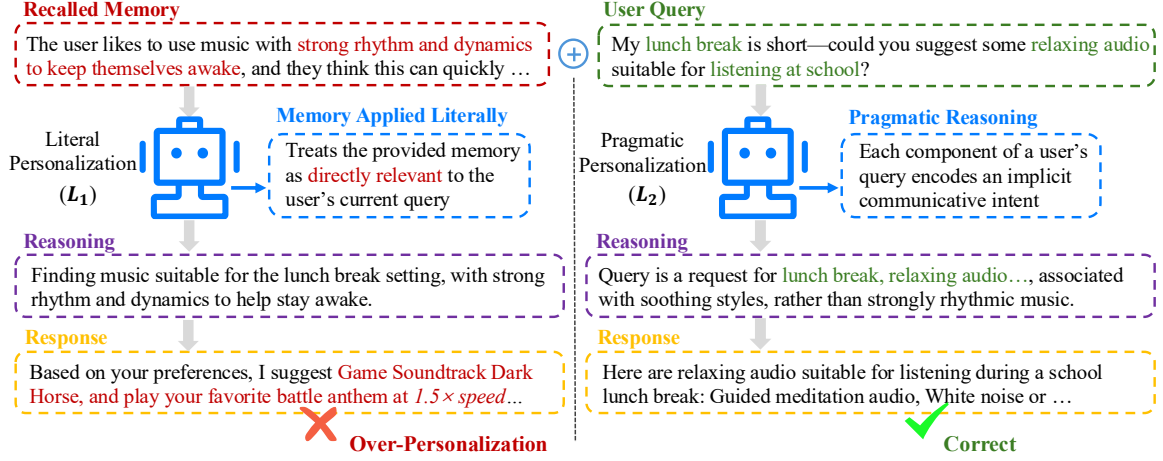 Recalled Memory
The user likes to use music with strong rhythm and dynamics
to keep themselves awake, and they think this can quickly …
Literal
Personalization
(L₁)
Memory Applied Literally
Treats the provided memory
as directly relevant to the
user's current query
Reasoning
Finding music suitable for the lunch break setting, with strong
rhythm and dynamics to help stay awake.
Response
Based on your preferences, I suggest Game Soundtrack Dark
Horse, and play your favorite battle anthem at 1.5× speed…
Over-Personalization
User Query
My lunch break is short—could you suggest some relaxing audio
suitable for listening at school?
Pragmatic
Personalization
(L₂)
Pragmatic Reasoning
Each component of a user's
query encodes an implicit
communicative intent
Reasoning
Query is a request for lunch break, relaxing audio…, associated
with soothing styles, rather than strongly rhythmic music.
Response
Here are relaxing audio suitable for listening during a school
lunch break: Guided meditation audio, White noise or …
Correct